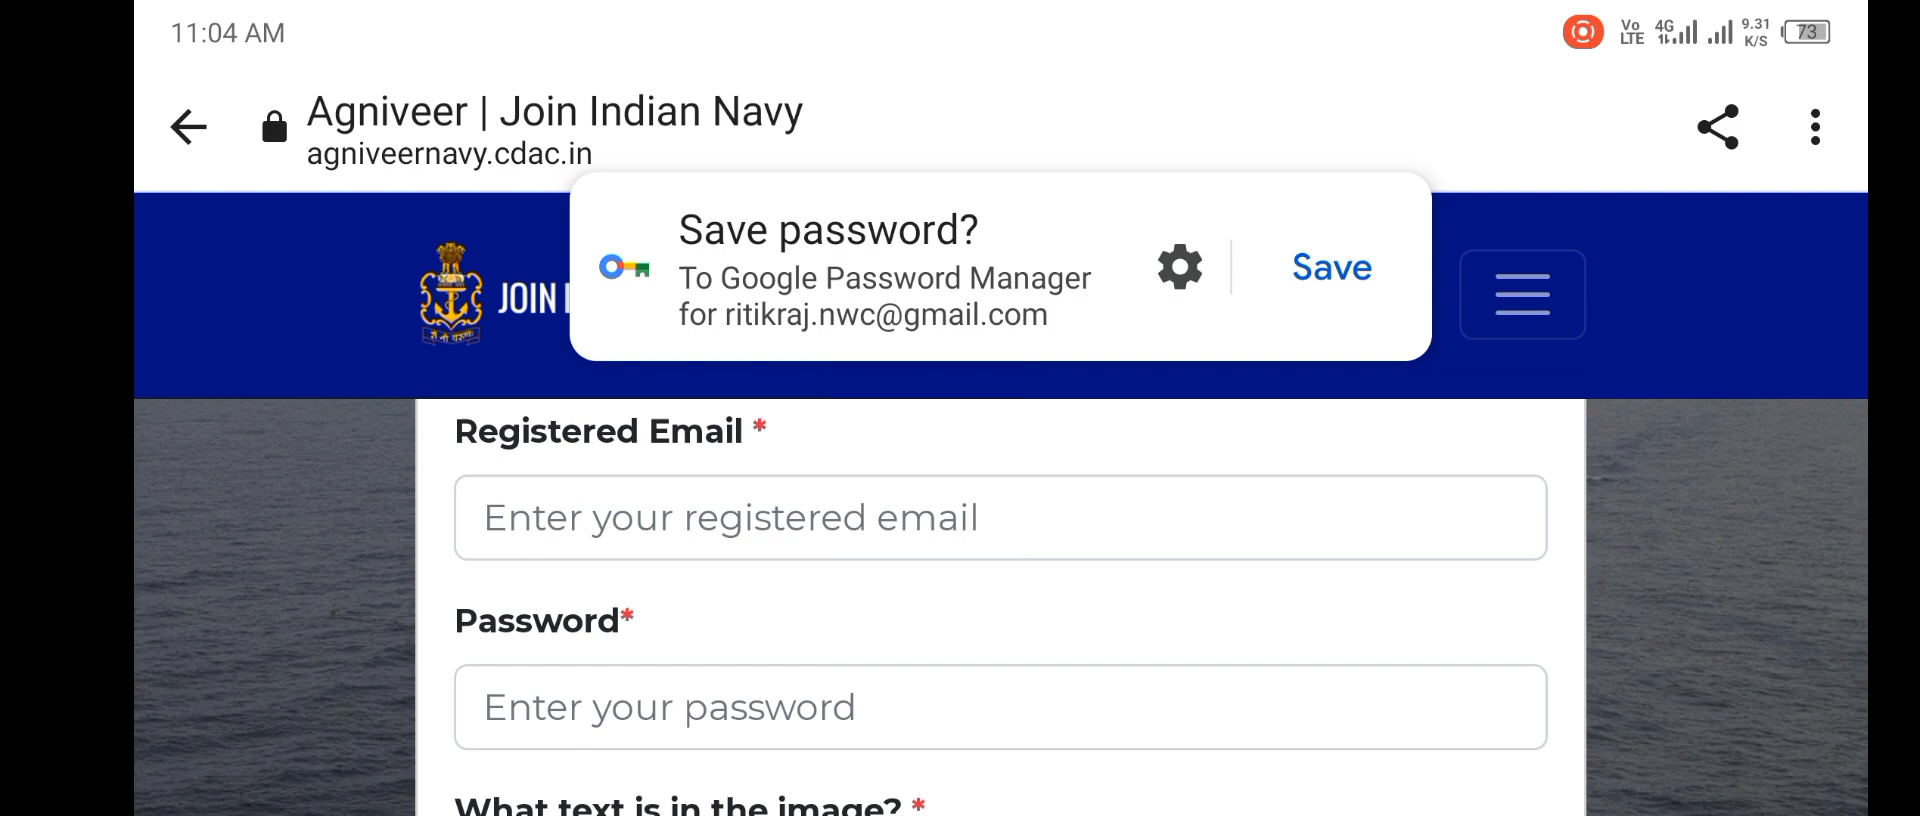 11:04 AM
Vo LTE 4G 9.31 K/S 73
Agniveer | Join Indian Navy
agniveernavy.cdac.in
Save password?
To Google Password Manager
for ritikraj.nwc@gmail.com
Save
JOIN
Registered Email *
Enter your registered email
Password*
Enter your password
What text is in the image? *